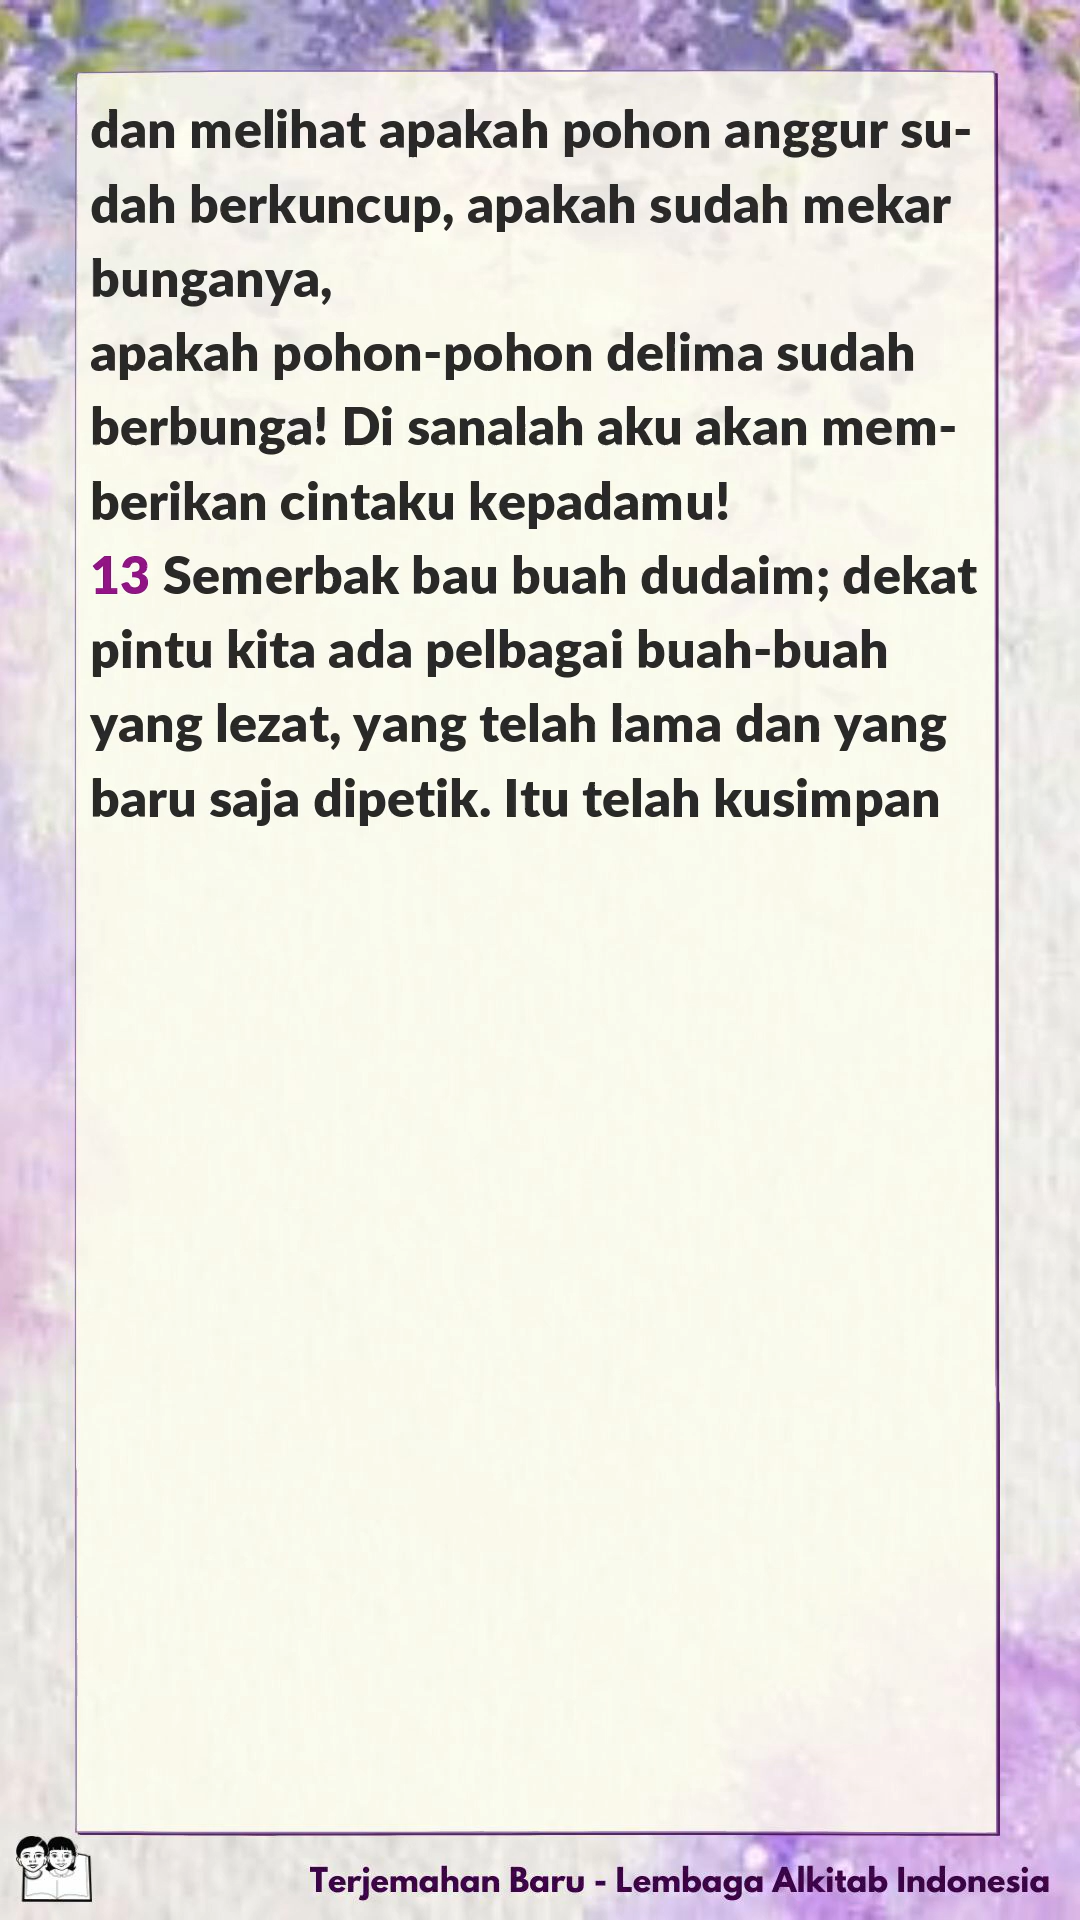 dan melihat apakah pohon anggur su-
dah berkuncup, apakah sudah mekar
bunganya,
apakah pohon-pohon delima sudah
berbunga! Di sanalah aku akan mem-
berikan cintaku kepadamu!
13 Semerbak bau buah dudaim; dekat
pintu kita ada pelbagai buah-buah
yang lezat, yang telah lama dan yang
baru saja dipetik. Itu telah kusimpan
Terjemahan Baru - Lembaga Alkitab Indonesia